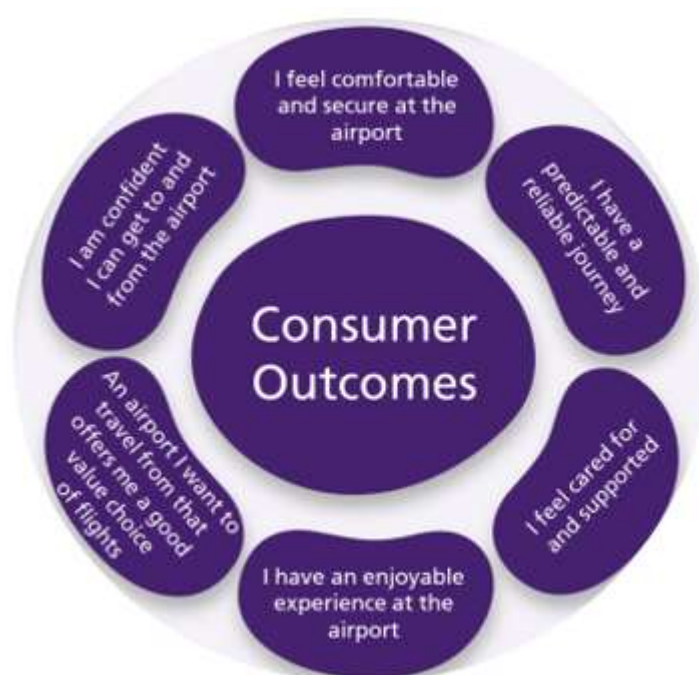 I feel comfortable
and secure at the
airport
I have a
predictable and
reliable journey
I feel cared for
and supported
I have an enjoyable
experience at the
airport
An airport I want to
travel from that
offers me a good
value choice
of flights
I am confident
I can get to and
from the airport
Consumer
Outcomes